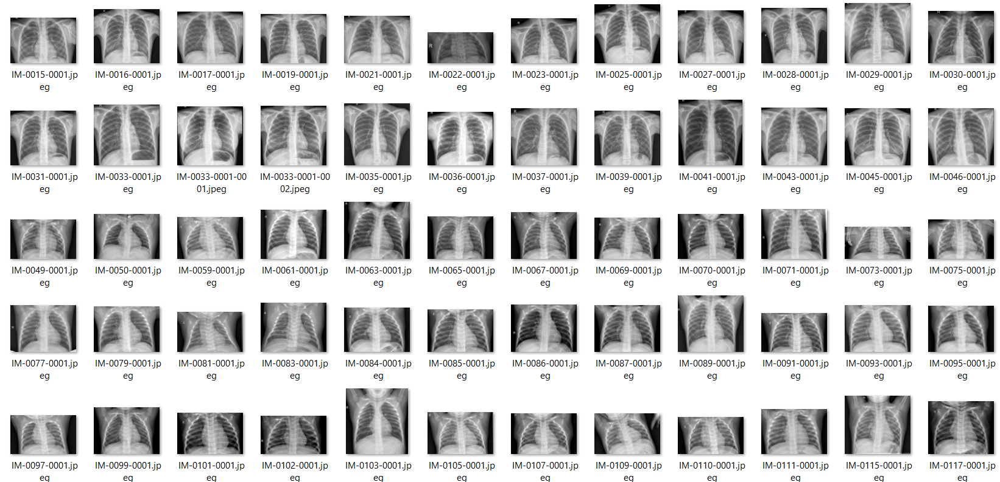 IM-0015-0001.jp IM-0016-0001.jp IM-0017-0001.jp IM-0019-0001.jp IM-0021-0001.jp IM-0022-0001.jp IM-0023-0001.jp IM-0025-0001.jp IM-0027-0001.jp IM-0028-0001.jp IM-0029-0001.jp IM-0030-0001.jp
eg eg eg eg eg eg eg eg eg eg eg eg
IM-0031-0001.jp IM-0033-0001.jp IM-0033-0001-00 IM-0033-0001-00 IM-0035-0001.jp IM-0036-0001.jp IM-0037-0001.jp IM-0039-0001.jp IM-0041-0001.jp IM-0043-0001.jp IM-0045-0001.jp IM-0046-0001.jp
eg eg 01.jpeg 02.jpeg eg eg eg eg eg eg eg eg
IM-0049-0001.jp IM-0050-0001.jp IM-0059-0001.jp IM-0061-0001.jp IM-0063-0001.jp IM-0065-0001.jp IM-0067-0001.jp IM-0069-0001.jp IM-0070-0001.jp IM-0071-0001.jp IM-0073-0001.jp IM-0075-0001.jp
eg eg eg eg eg eg eg eg eg eg eg eg
IM-0077-0001.jp IM-0079-0001.jp IM-0081-0001.jp IM-0083-0001.jp IM-0084-0001.jp IM-0085-0001.jp IM-0086-0001.jp IM-0087-0001.jp IM-0089-0001.jp IM-0091-0001.jp IM-0093-0001.jp IM-0095-0001.jp
eg eg eg eg eg eg eg eg eg eg eg eg
IM-0097-0001.jp IM-0099-0001.jp IM-0101-0001.jp IM-0102-0001.jp IM-0103-0001.jp IM-0105-0001.jp IM-0107-0001.jp IM-0109-0001.jp IM-0110-0001.jp IM-0111-0001.jp IM-0115-0001.jp IM-0117-0001.jp
eg eg eg eg eg eg eg eg eg eg eg eg